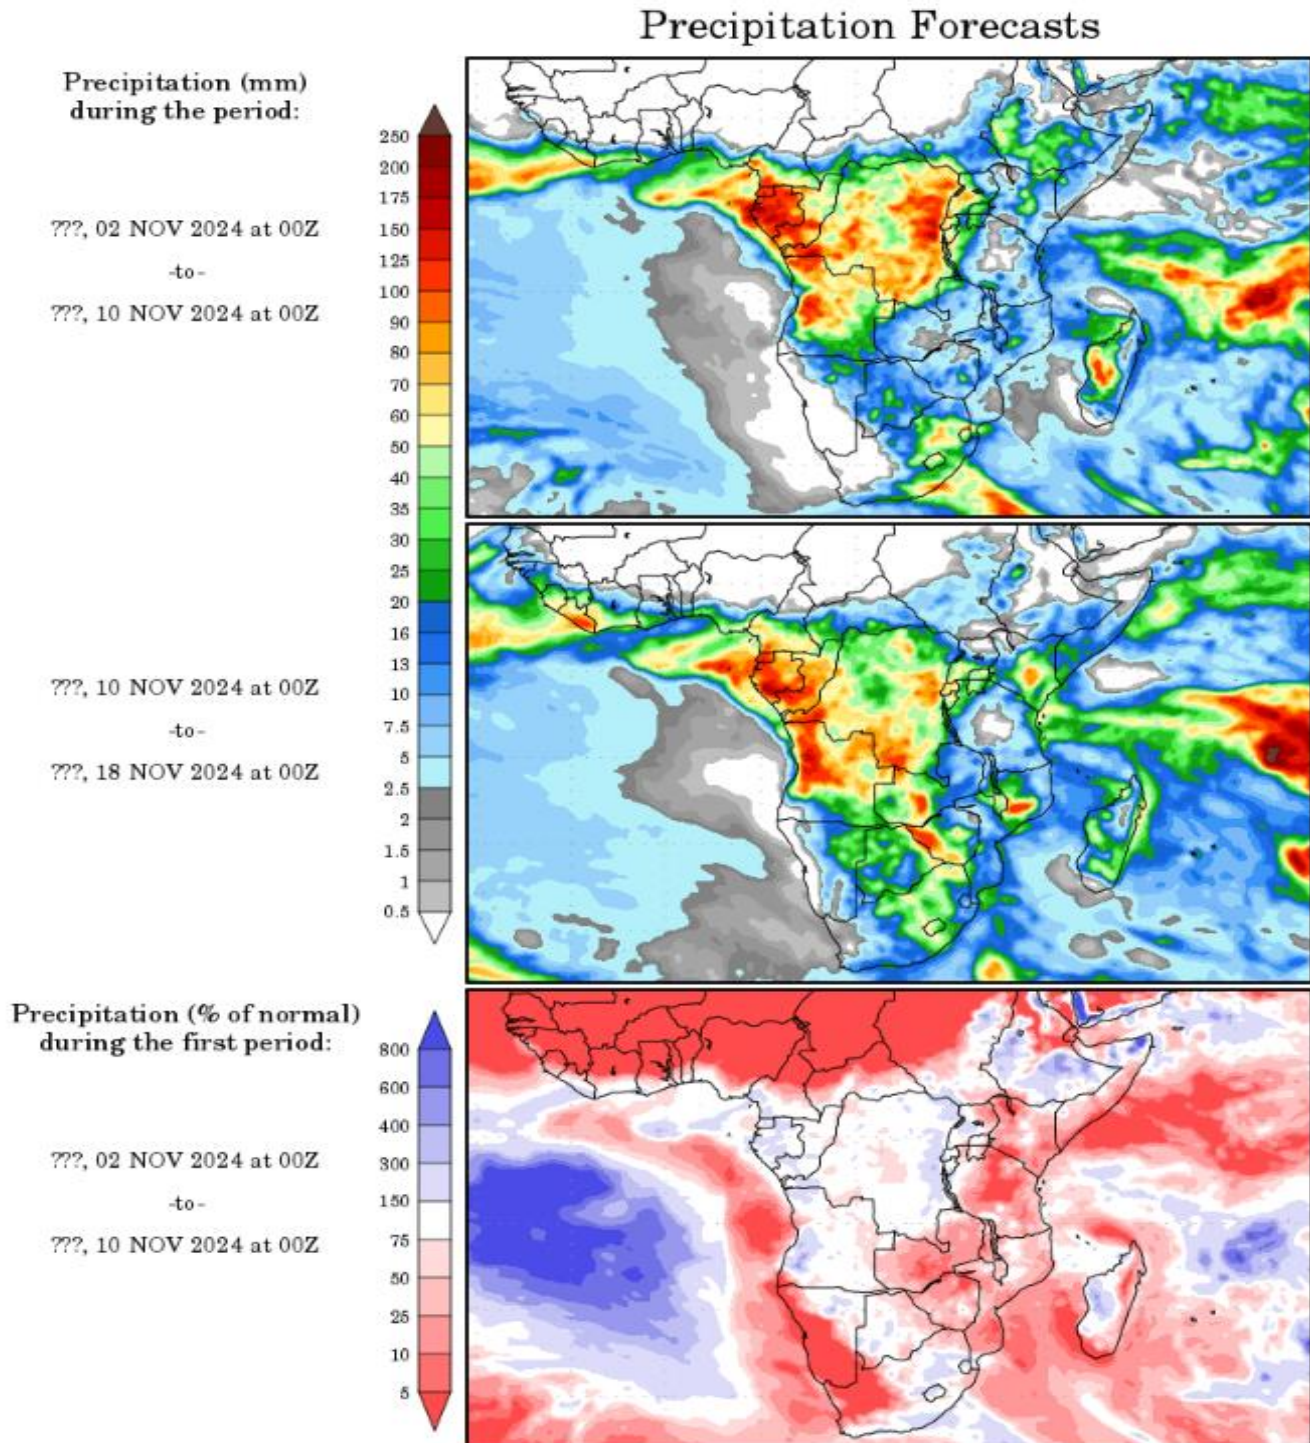 Precipitation Forecasts
Precipitation (mm)
during the period:
250
200
175
150
125
100
90
80
70
60
50
40
35
30
25
20
16
13
10
7.5
5
2.5
2
1.5
1
0.5
???, 02 NOV 2024 at 00Z
-to-
???, 10 NOV 2024 at 00Z
???, 10 NOV 2024 at 00Z
-to-
???, 18 NOV 2024 at 00Z
Precipitation (% of normal)
during the first period:
800
600
400
300
150
75
50
25
10
5
???, 02 NOV 2024 at 00Z
-to-
???, 10 NOV 2024 at 00Z